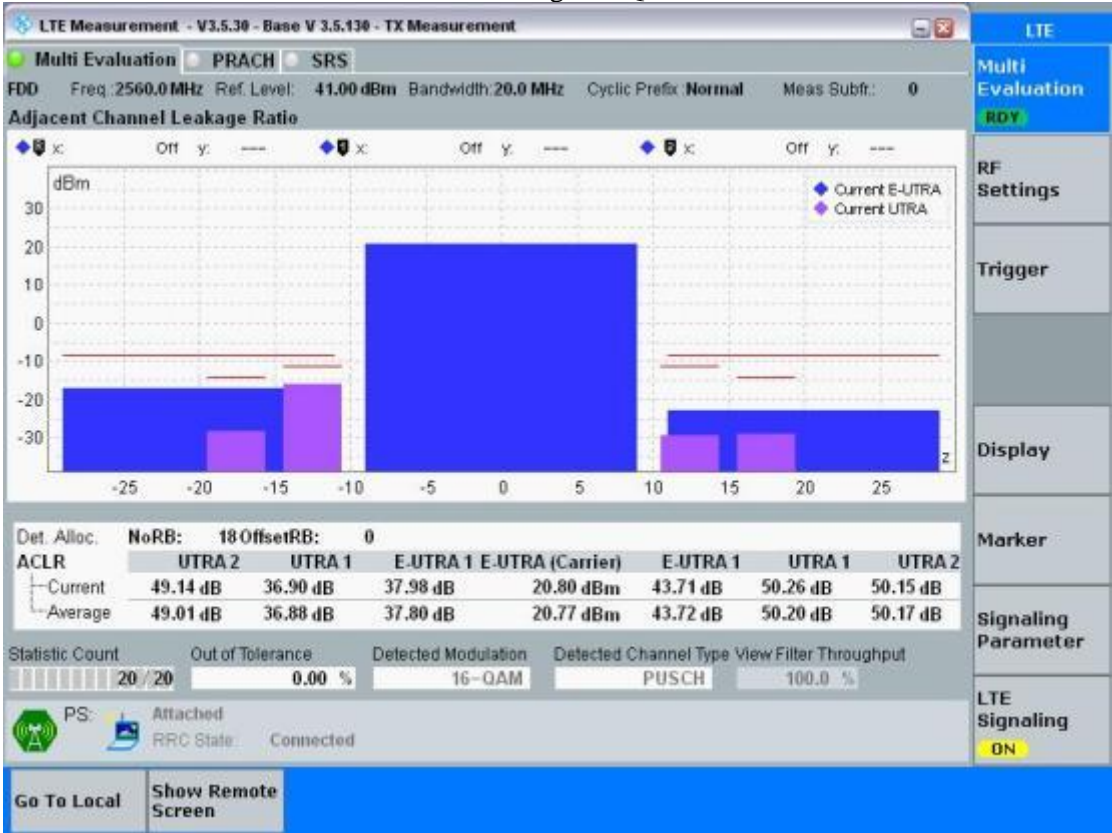 LTE Measurement - V3.5.30 - Base V 3.5.130 - TX Measurement
LTE
Multi Evaluation PRACH SRS
Multi
Evaluation
RDY
FDD Freq.:2560.0 MHz Ref. Level: 41.00 dBm Bandwidth:20.0 MHz Cyclic Prefix:Normal Meas Subfr.: 0
Adjacent Channel Leakage Ratio
x: Off y: --- x: Off y: --- x: Off y: ---
RF
Settings
dBm
Current E-UTRA
Current UTRA
30
20
10
0
-10
-20
-30
z
-25 -20 -15 -10 -5 0 5 10 15 20 25
Trigger
Display
Marker
Det. Alloc. NoRB: 18 OffsetRB: 0
ACLR UTRA 2 UTRA 1 E-UTRA 1 E-UTRA (Carrier) E-UTRA 1 UTRA 1 UTRA 2
Current 49.14 dB 36.90 dB 37.98 dB 20.80 dBm 43.71 dB 50.26 dB 50.15 dB
Average 49.01 dB 36.88 dB 37.80 dB 20.77 dBm 43.72 dB 50.20 dB 50.17 dB
Signaling
Parameter
Statistic Count Out of Tolerance Detected Modulation Detected Channel Type View Filter Throughput
20 / 20 0.00 % 16-QAM PUSCH 100.0 %
PS: Attached
RRC State: Connected
LTE
Signaling
ON
Go To Local
Show Remote
Screen